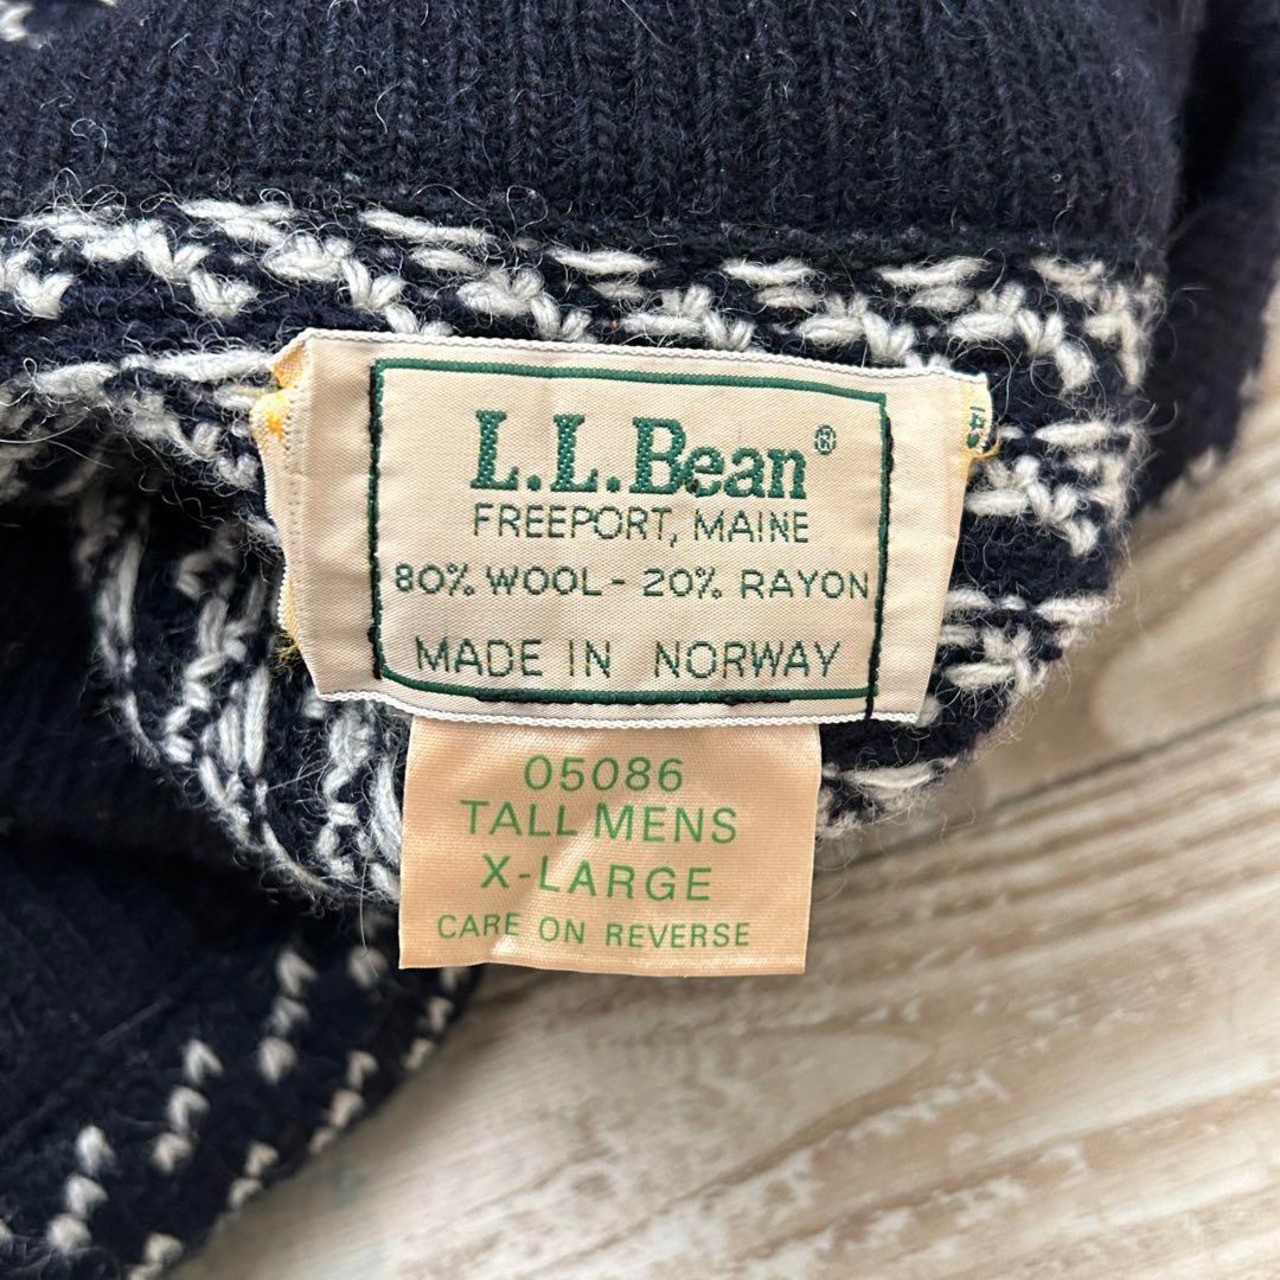 L.L.Bean®
FREEPORT, MAINE
80% WOOL - 20% RAYON
MADE IN NORWAY
05086
TALL MENS
X-LARGE
CARE ON REVERSE